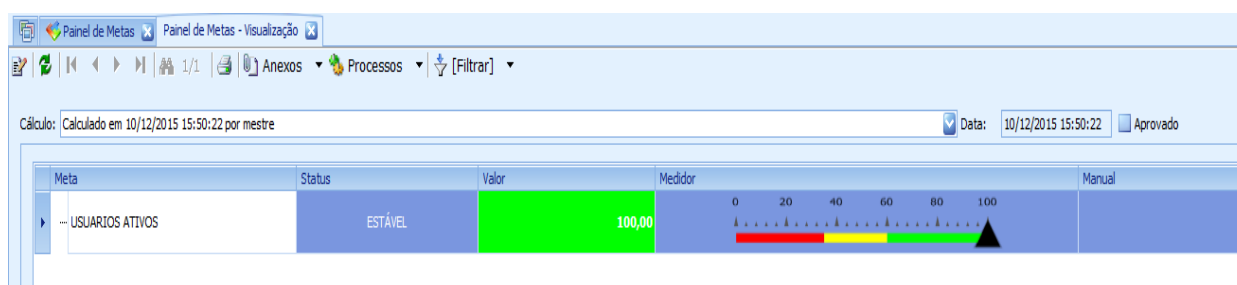 Painel de Metas Painel de Metas - Visualização
1/1 Anexos Processos [Filtrar]
Cálculo: Calculado em 10/12/2015 15:50:22 por mestre Data: 10/12/2015 15:50:22 Aprovado
Meta Status Valor Medidor Manual
0 20 40 60 80 100
USUARIOS ATIVOS ESTÁVEL 100,00